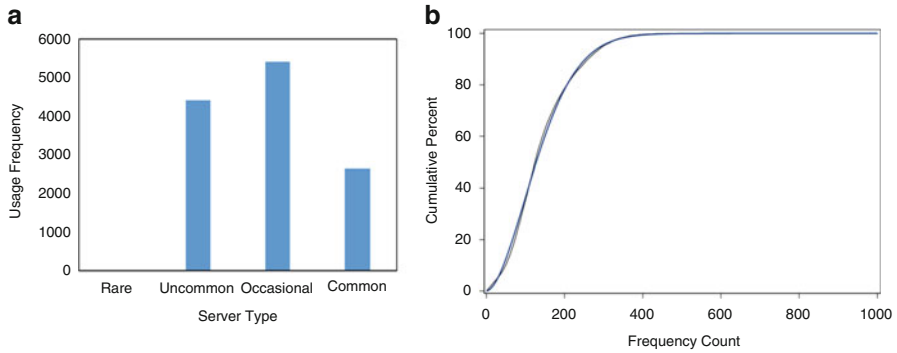 a
6000
5000
4000
3000
2000
1000
0
Usage Frequency
Rare Uncommon Occasional Common
Server Type
b
100
80
60
40
20
0
Cumulative Percent
0 200 400 600 800 1000
Frequency Count